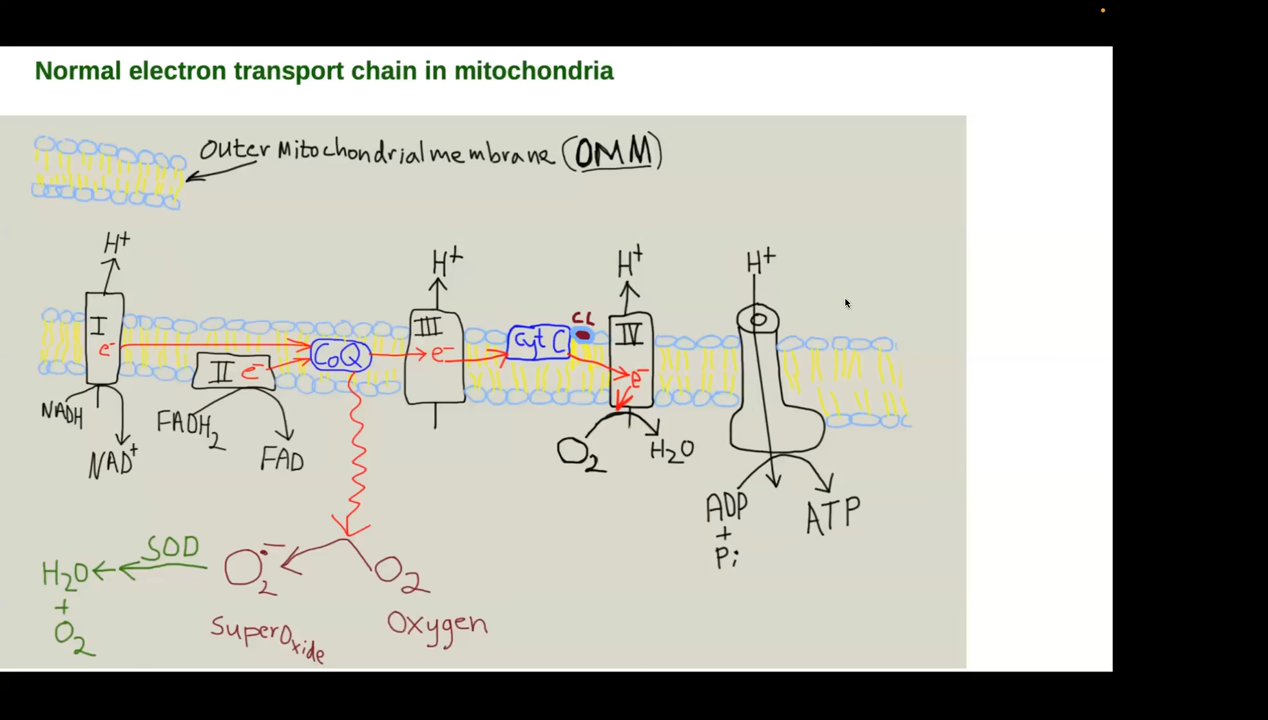 Normal electron transport chain in mitochondria
Outer Mitochondrial membrane (OMM)
H+
H+
H+
H+
I
e-
II
e-
CoQ
III
e-
Cyt C
CL
IV
e-
NADH
NAD+
FADH2
FAD
O2
H2O
ADP
+
Pi
ATP
H2O
+
O2
SOD
O2•-
SuperOxide
O2
Oxygen